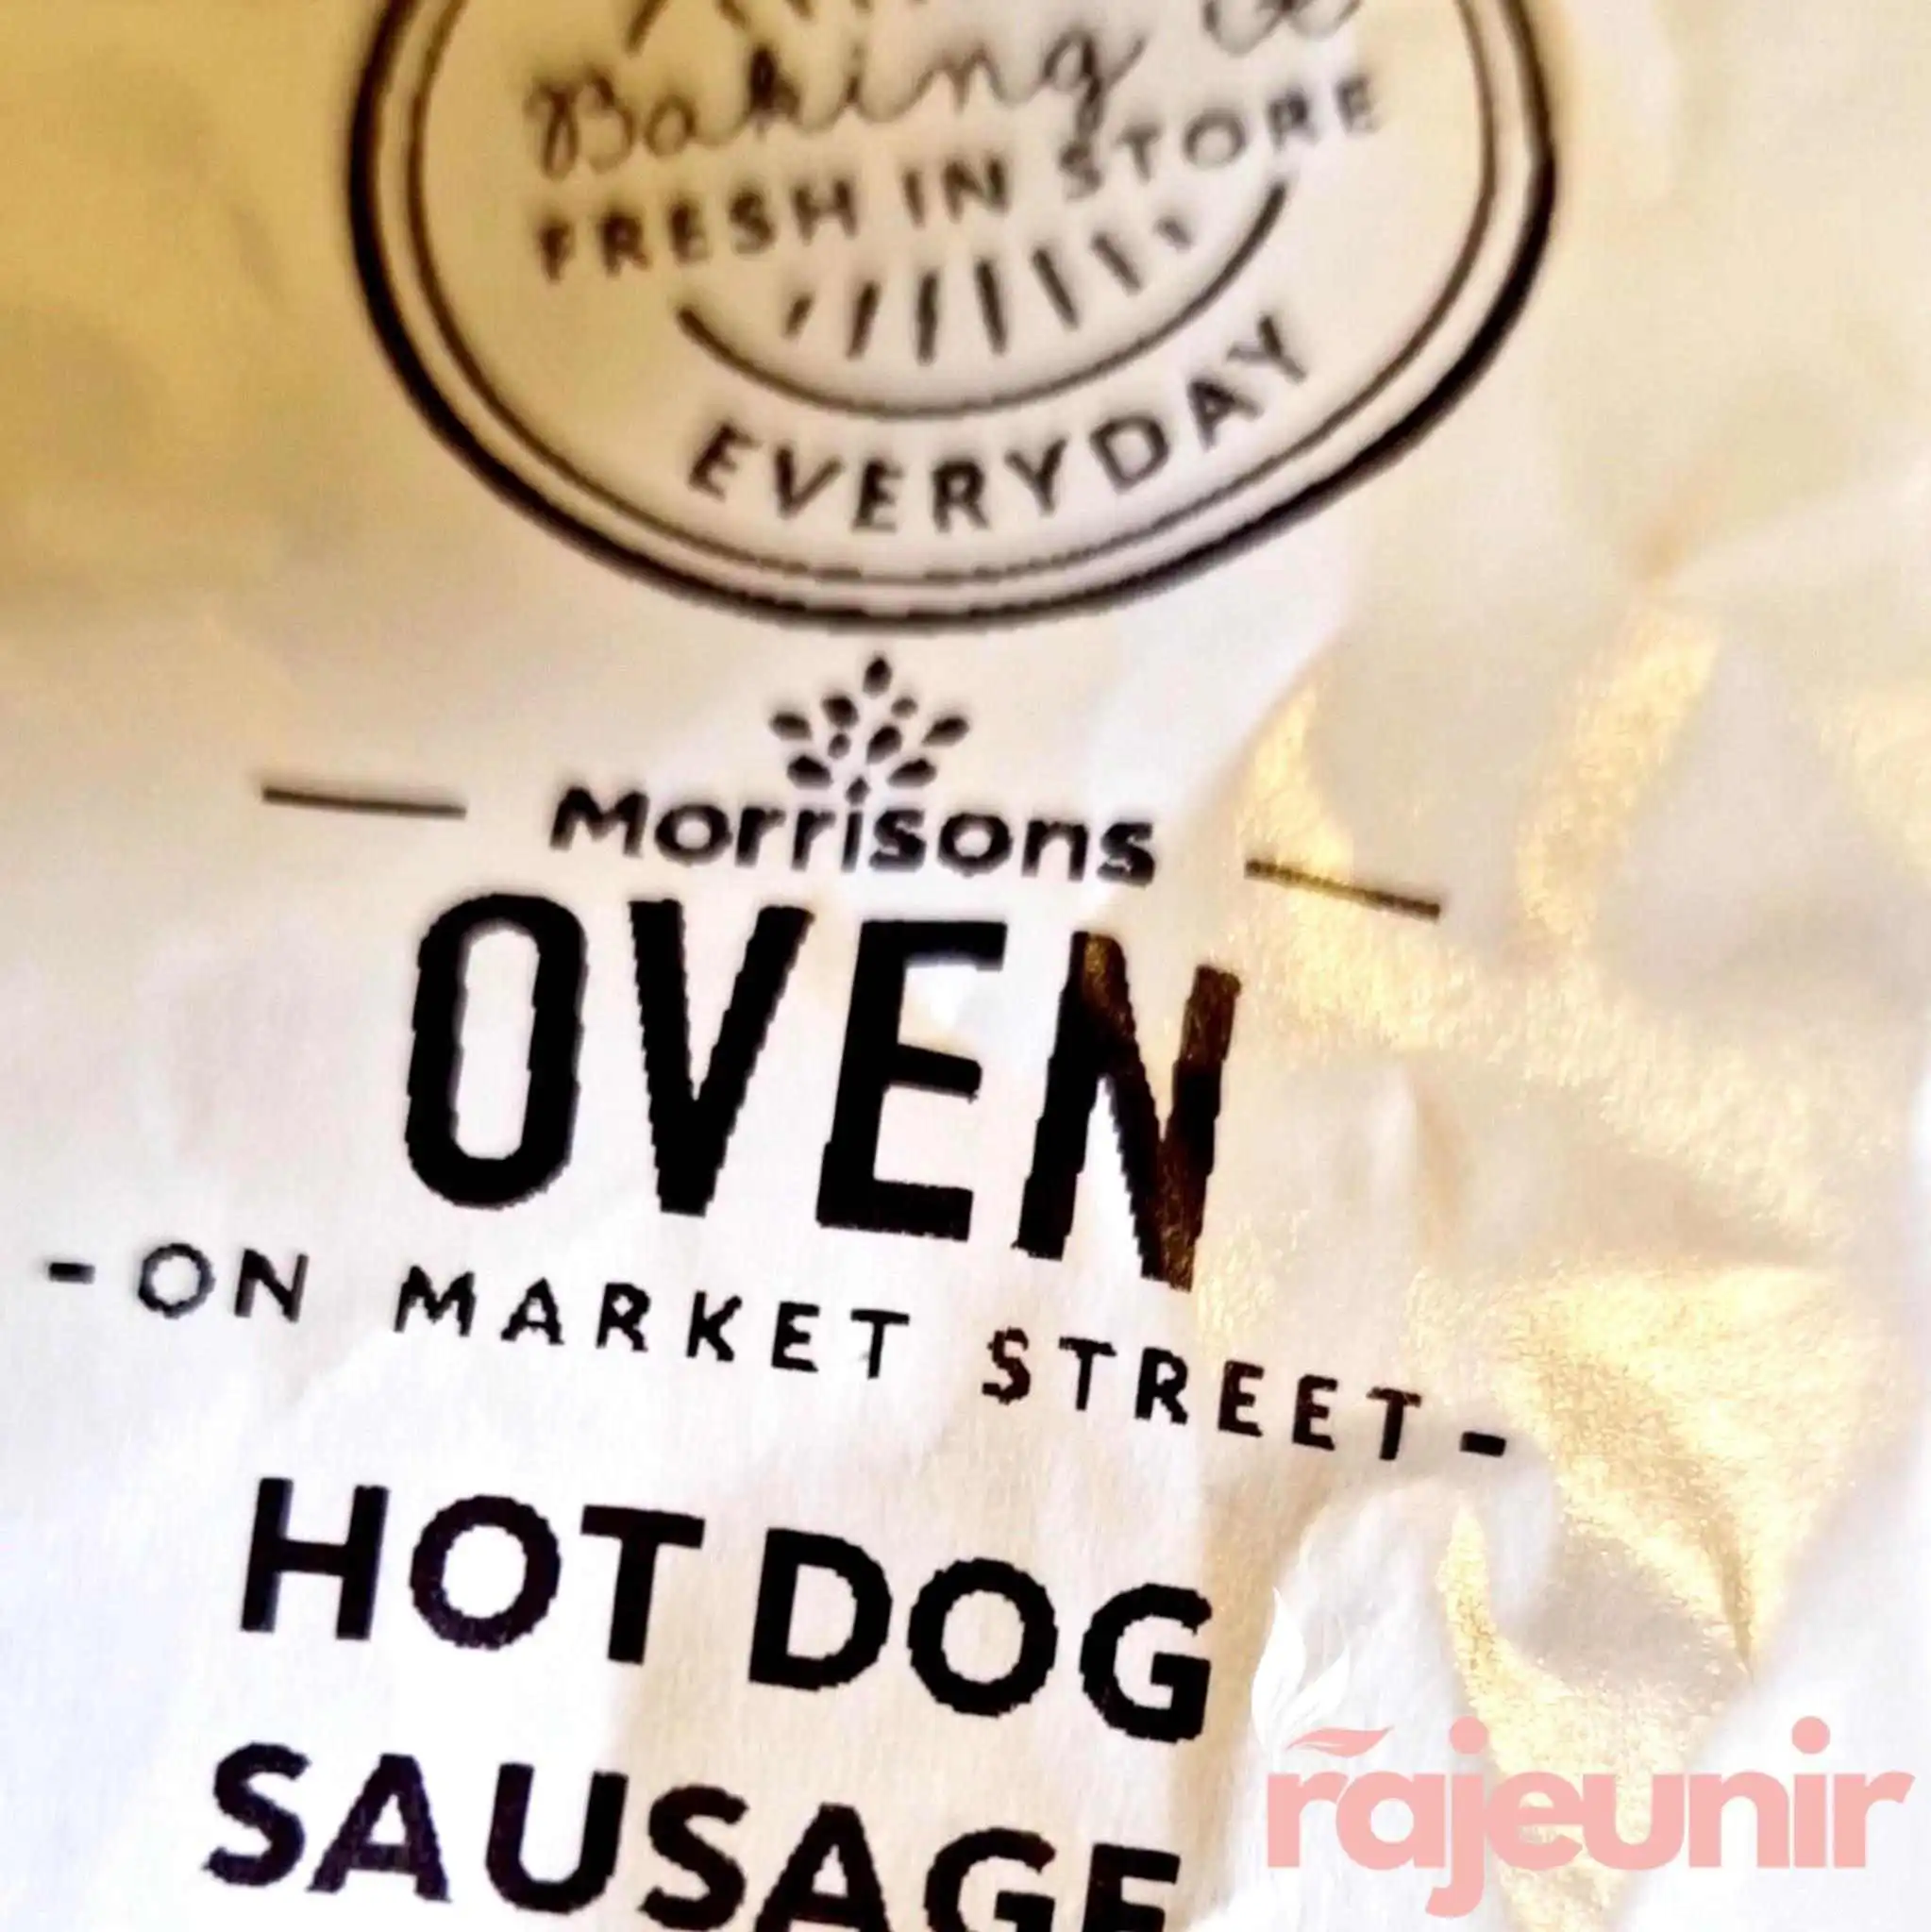 Baking
FRESH IN STORE
EVERYDAY
Morrisons
OVEN
-ON MARKET STREET-
HOT DOG
SAUSAGE
rajeunir